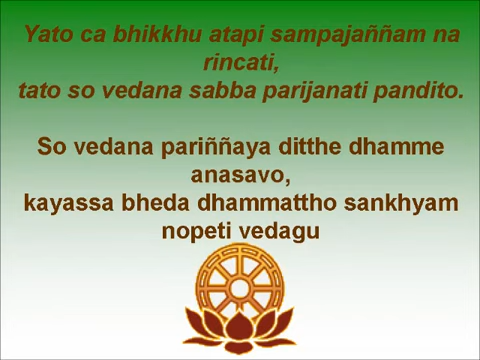 Yato ca bhikkhu atapi sampajaññam na
rincati,
tato so vedana sabba parijanati pandito.
So vedana pariññaya ditthe dhamme
anasavo,
kayassa bheda dhammattho sankhyam
nopeti vedagu